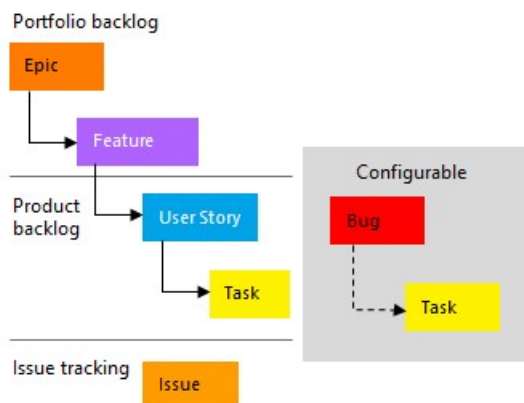 Portfolio backlog
Epic
Feature
Product
backlog
User Story
Task
Configurable
Bug
Task
Issue tracking
Issue